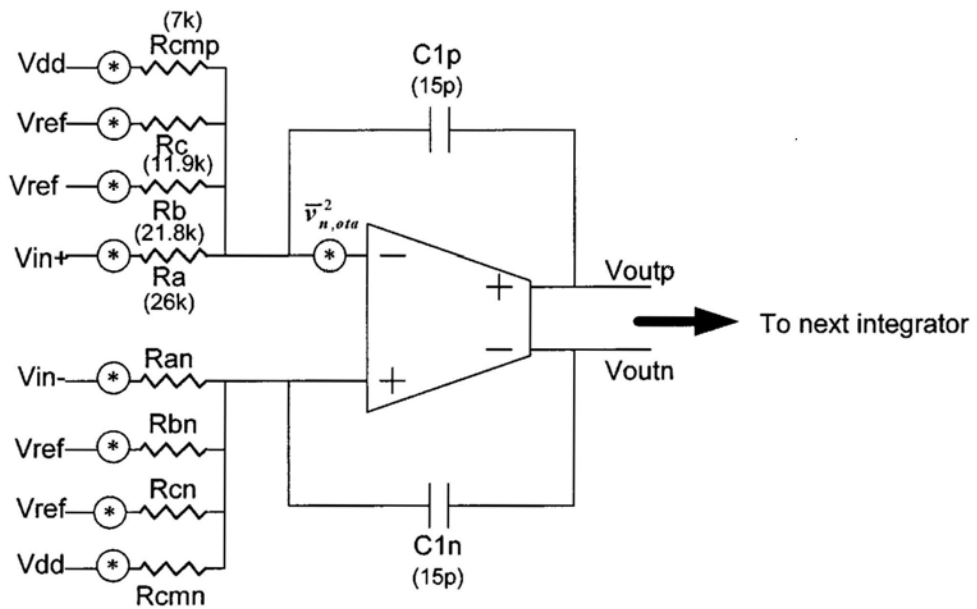 (7k)
Rcmp
Vdd
Vref
Rc
(11.9k)
Vref
Rb
(21.8k)
Vin+
Ra
(26k)
C1p
(15p)
v̅²n,ota
Voutp
To next integrator
Voutn
Ran
Vin-
Rbn
Vref
Rcn
Vref
Vdd
Rcmn
C1n
(15p)